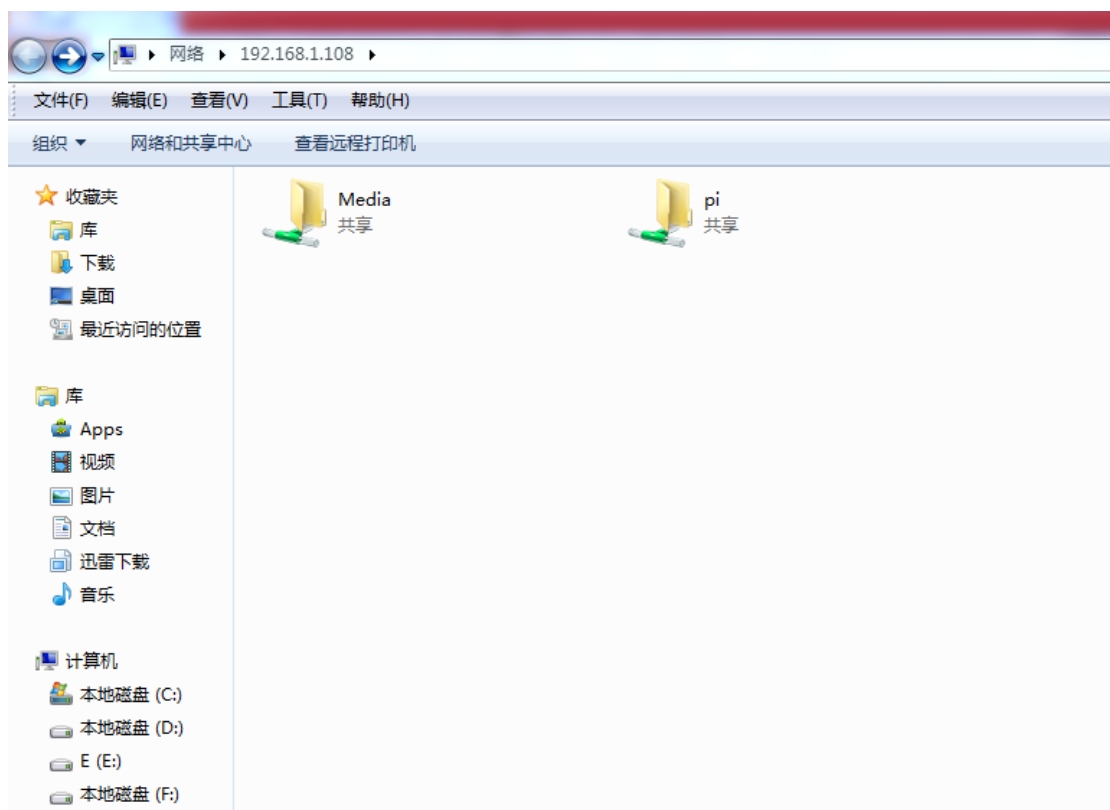 网络 192.168.1.108
文件(F) 编辑(E) 查看(V) 工具(T) 帮助(H)
组织 网络和共享中心 查看远程打印机
收藏夹
库
下载
桌面
最近访问的位置
库
Apps
视频
图片
文档
迅雷下载
音乐
计算机
本地磁盘 (C:)
本地磁盘 (D:)
E (E:)
本地磁盘 (F:)
Media
共享
pi
共享